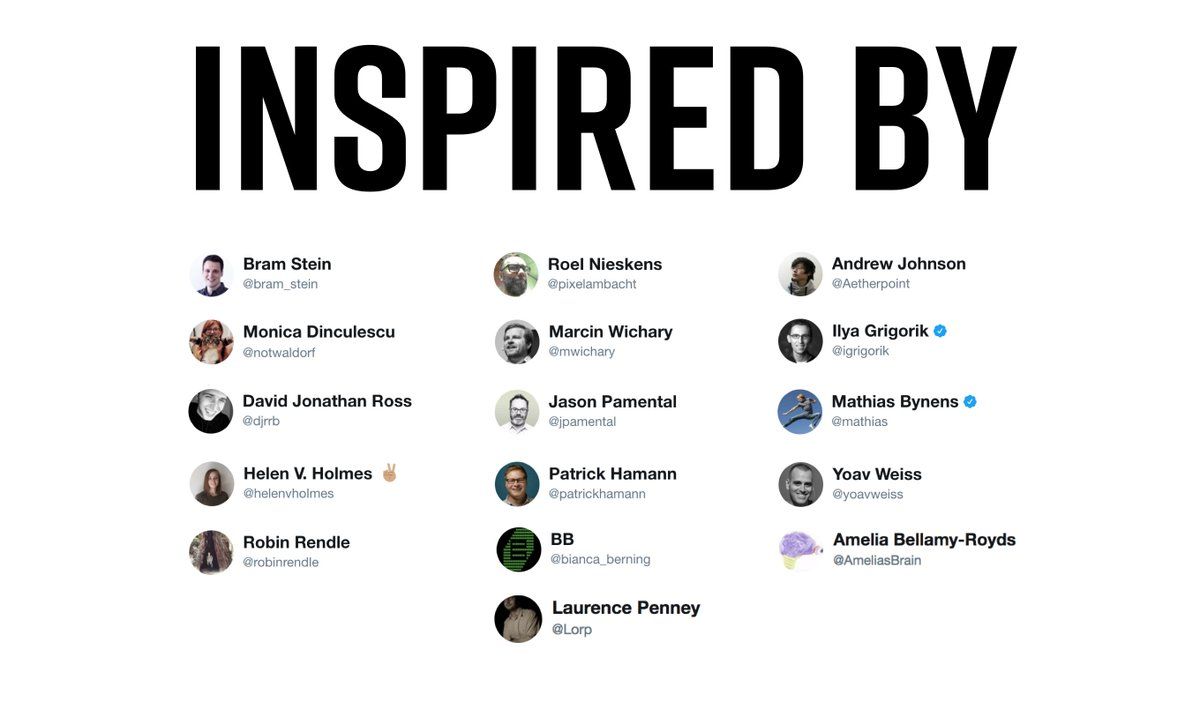 INSPIRED BY
Bram Stein
@bram_stein
Monica Dinculescu
@notwaldorf
David Jonathan Ross
@djrrb
Helen V. Holmes ✌🏼
@helenvholmes
Robin Rendle
@robinrendle
Roel Nieskens
@pixelambacht
Marcin Wichary
@mwichary
Jason Pamental
@jpamental
Patrick Hamann
@patrickhamann
BB
@bianca_berning
Laurence Penney
@Lorp
Andrew Johnson
@Aetherpoint
Ilya Grigorik
@igrigorik
Mathias Bynens
@mathias
Yoav Weiss
@yoavweiss
Amelia Bellamy-Royds
@AmeliasBrain